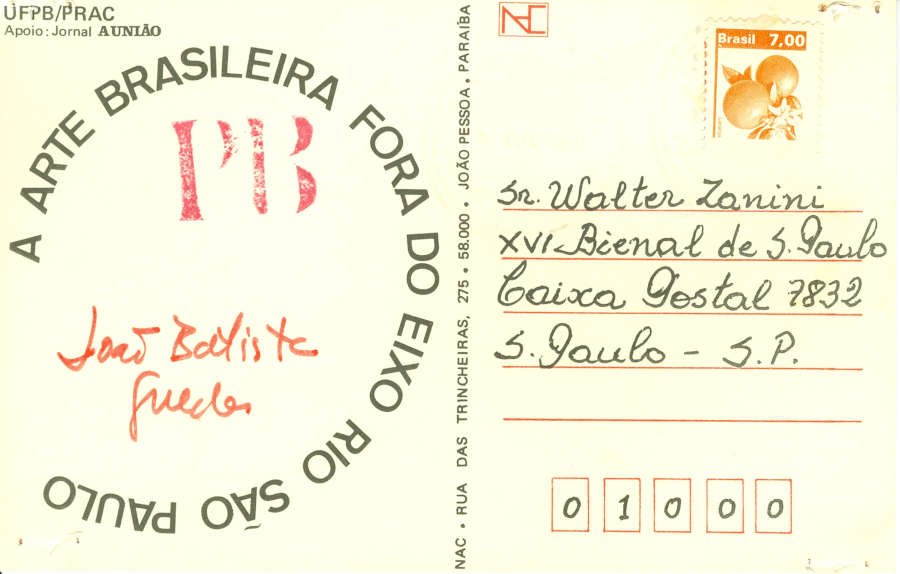 UFPB/PRAC
Apoio: Jornal A UNIÃO
A ARTE BRASILEIRA FORA DO EIXO RIO SÃO PAULO
PB
João Batista
Guedes
NAC • RUA DAS TRINCHEIRAS, 275 • 58.000 • JOÃO PESSOA • PARAÍBA
NAC
Brasil 7,00
Sr. Walter Zanini
XVI Bienal de S. Paulo
Caixa Postal 7832
S. Paulo - S.P.
0 1 0 0 0